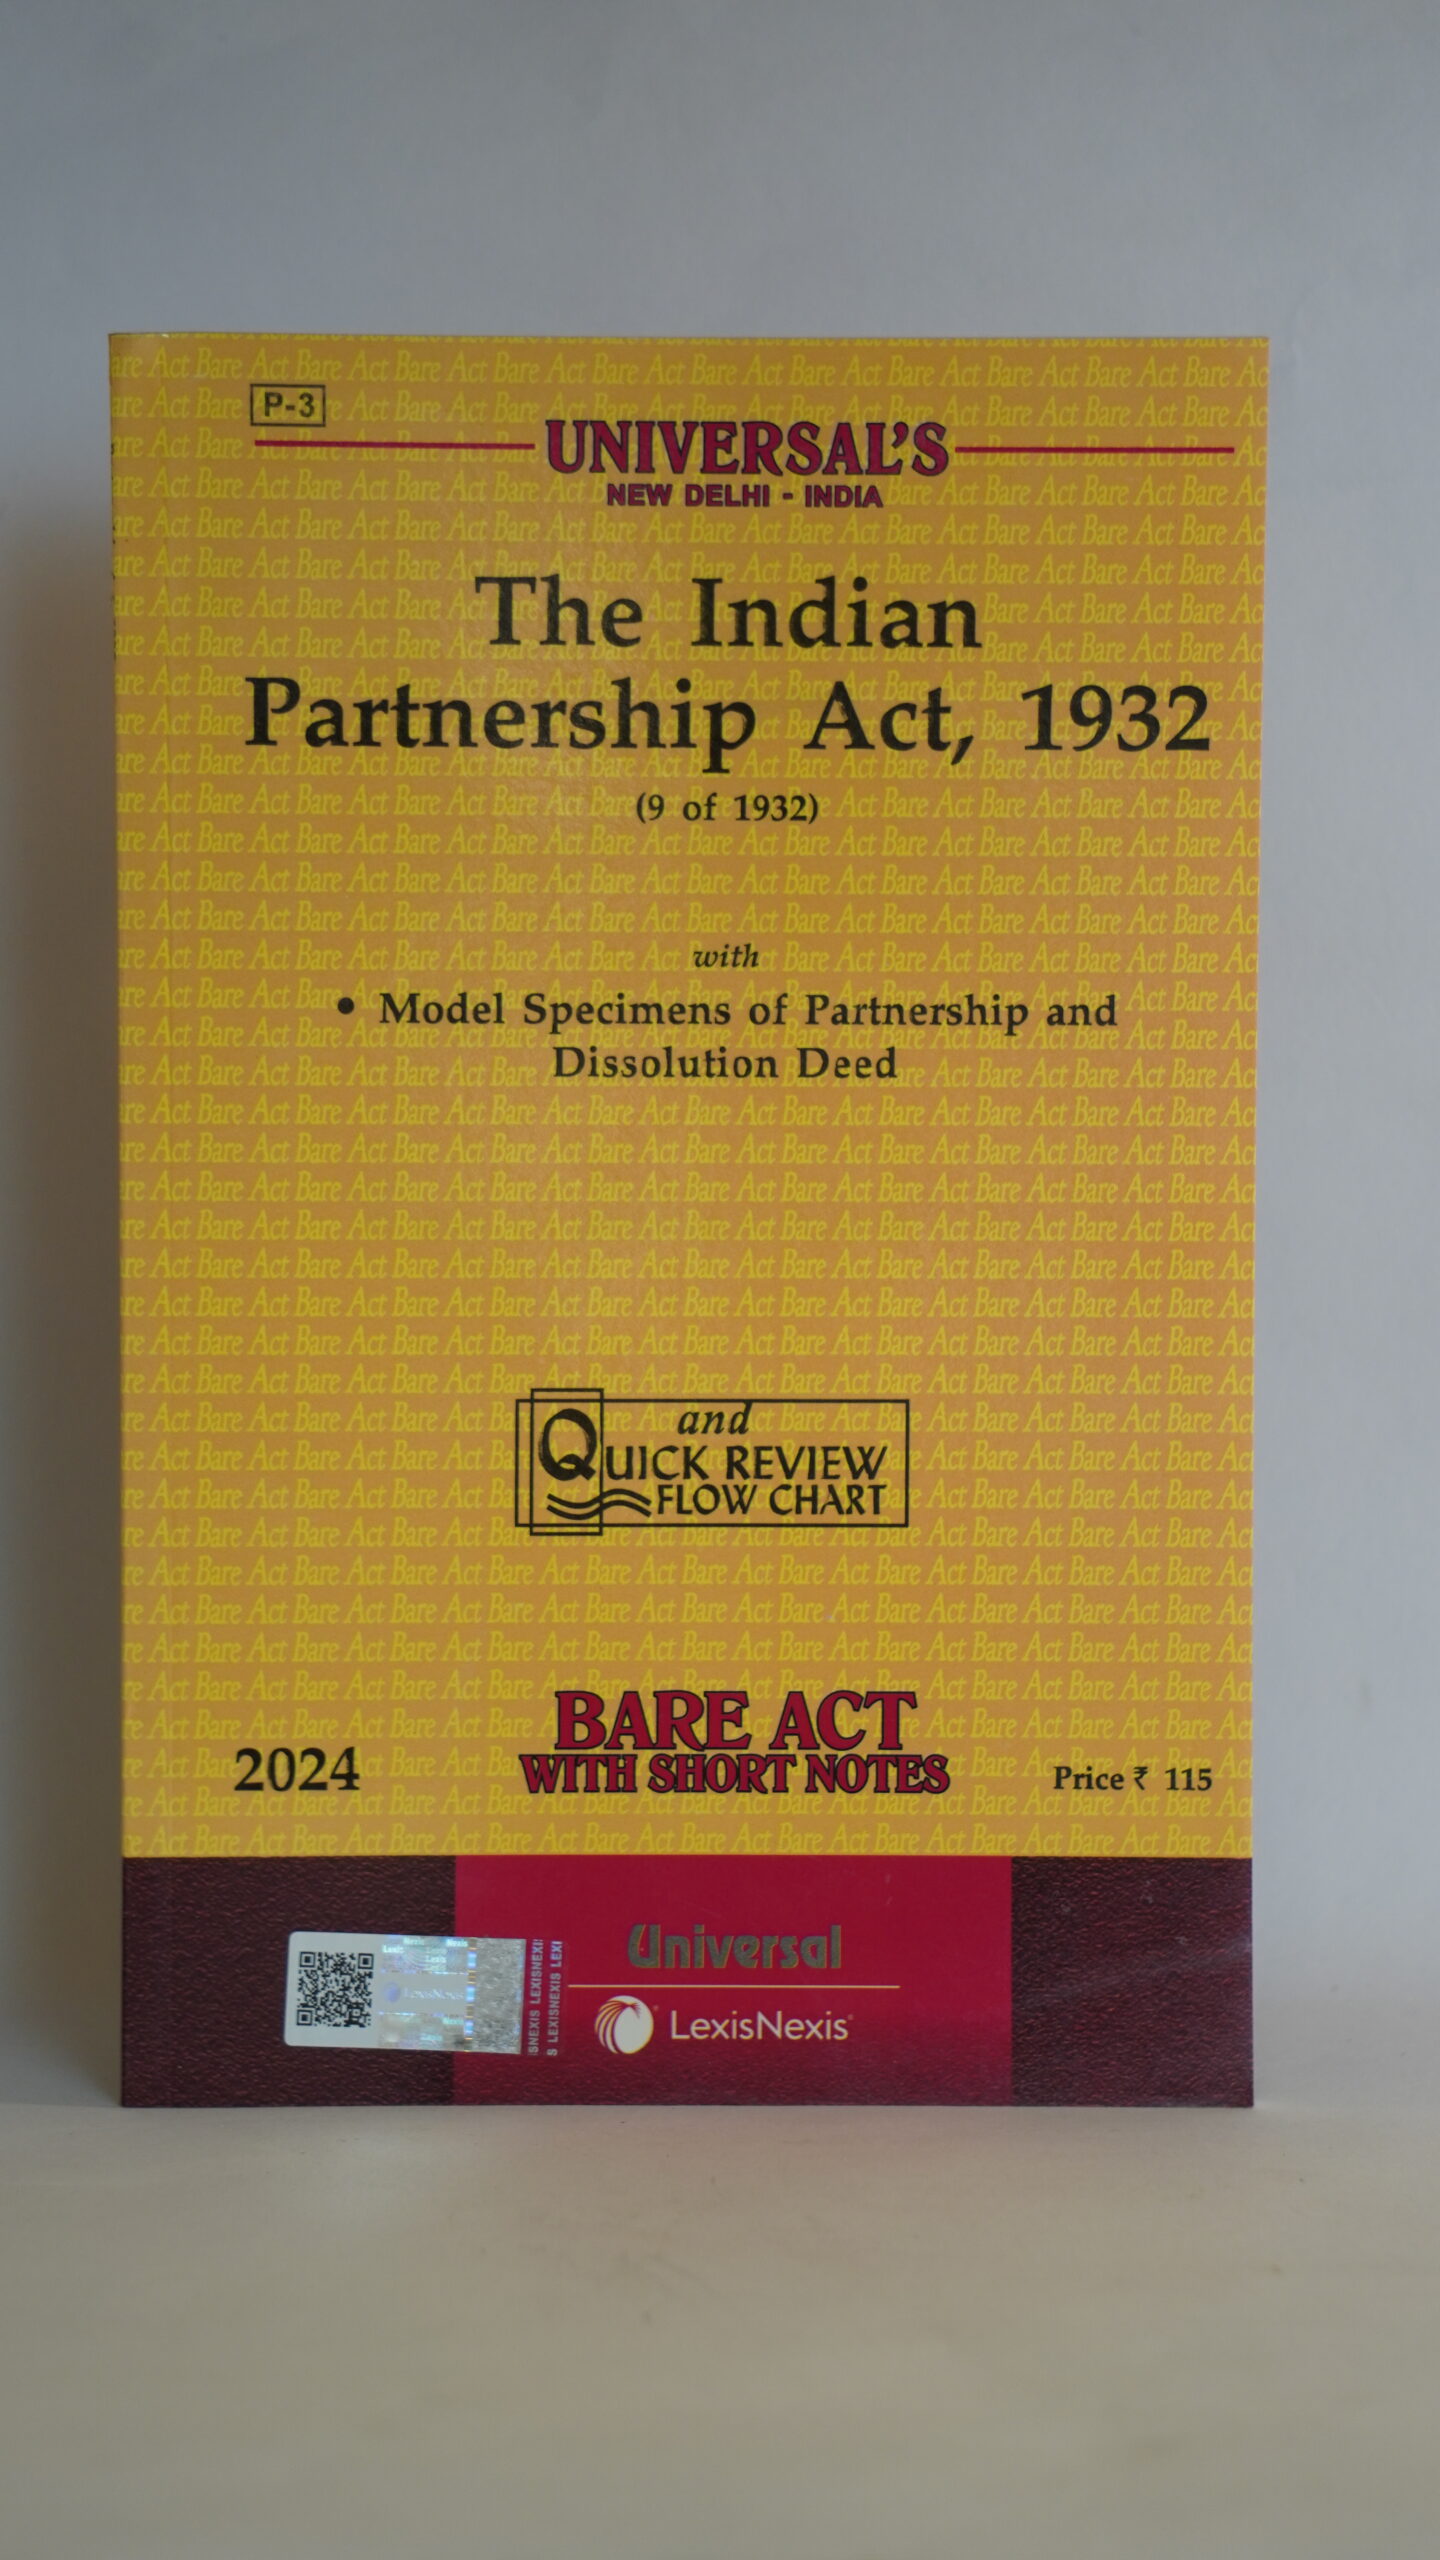 P-3
UNIVERSAL'S
NEW DELHI - INDIA
The Indian
Partnership Act, 1932
(9 of 1932)
with
• Model Specimens of Partnership and
Dissolution Deed
and
QUICK REVIEW
FLOW CHART
BARE ACT
WITH SHORT NOTES
2024
Price ₹ 115
Universal
LexisNexis